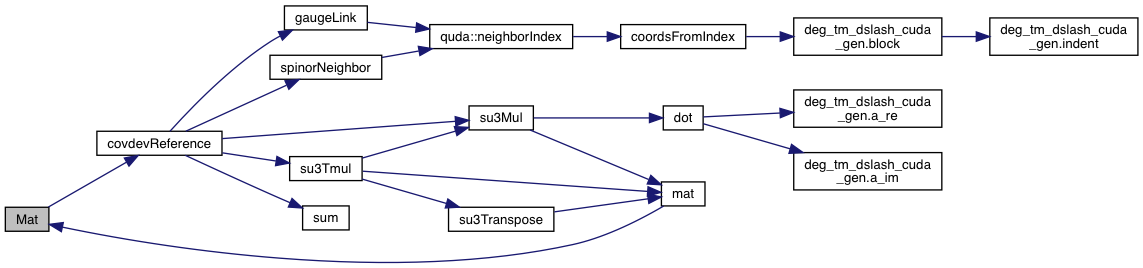 gaugeLink
quda::neighborIndex
coordsFromIndex
deg_tm_dslash_cuda
_gen.block
deg_tm_dslash_cuda
_gen.indent
spinorNeighbor
covdevReference
su3Mul
dot
deg_tm_dslash_cuda
_gen.a_re
su3Tmul
deg_tm_dslash_cuda
_gen.a_im
mat
Mat
sum
su3Transpose